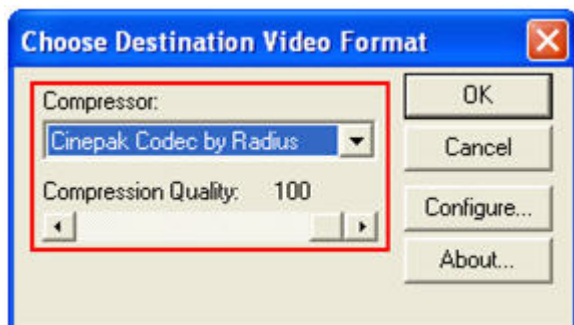 Choose Destination Video Format
Compressor:
Cinepak Codec by Radius
Compression Quality: 100
OK
Cancel
Configure...
About...